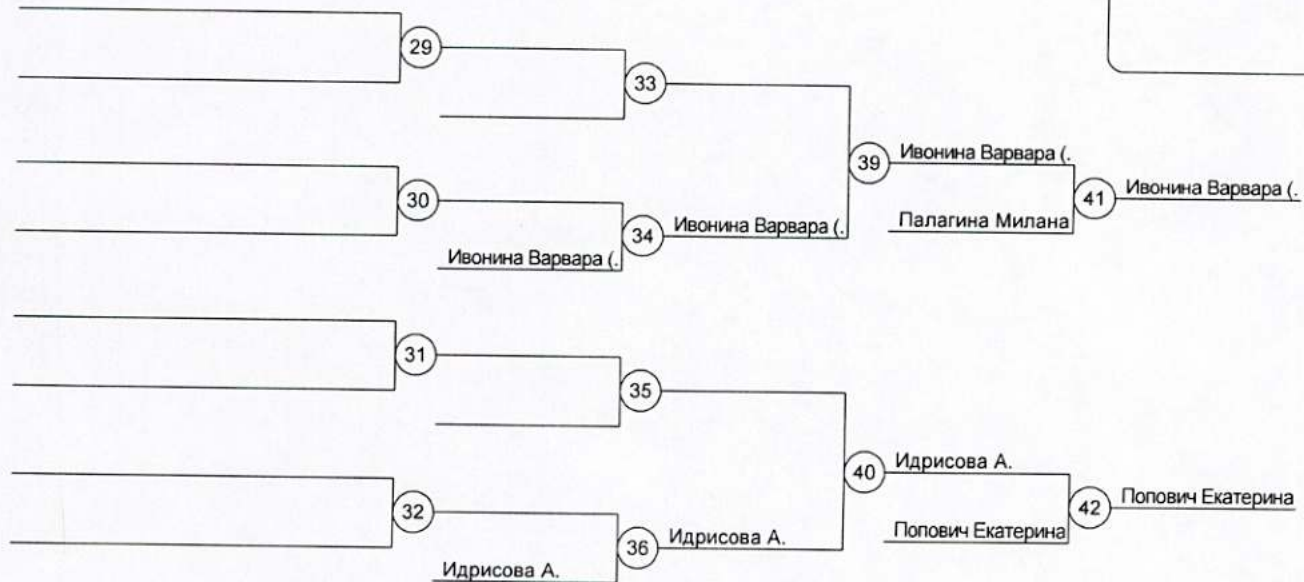 29
33
39
Ивонина Варвара (.
41
Ивонина Варвара (.
30
34
Ивонина Варвара (.
Палагина Милана
Ивонина Варвара (.
31
35
40
Идрисова А.
42
Попович Екатерина
32
36
Идрисова А.
Попович Екатерина
Идрисова А.